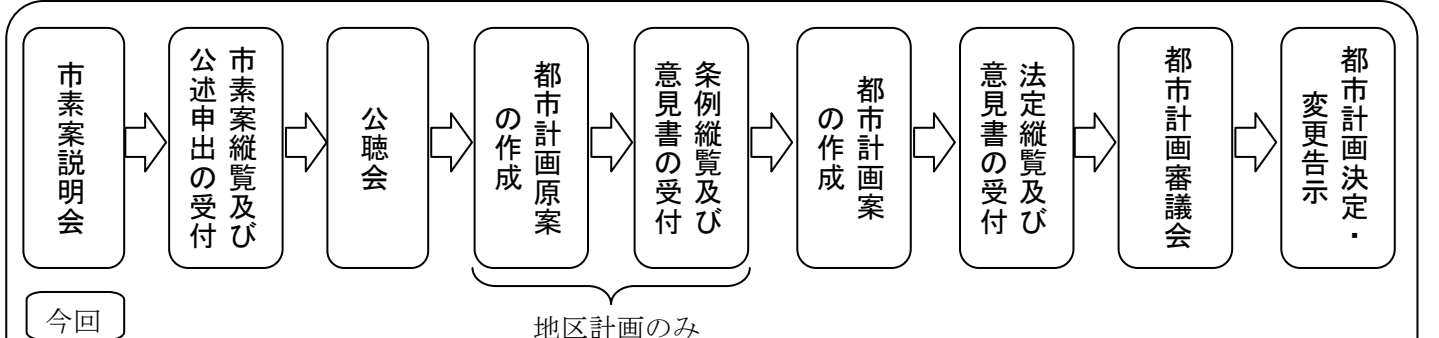 市素案説明会
市素案縦覧及び
公述申出の受付
公聴会
都市計画原案
の作成
条例縦覧及び
意見書の受付
都市計画案
の作成
法定縦覧及び
意見書の受付
都市計画審議会
都市計画決定・
変更告示
今回
地区計画のみ